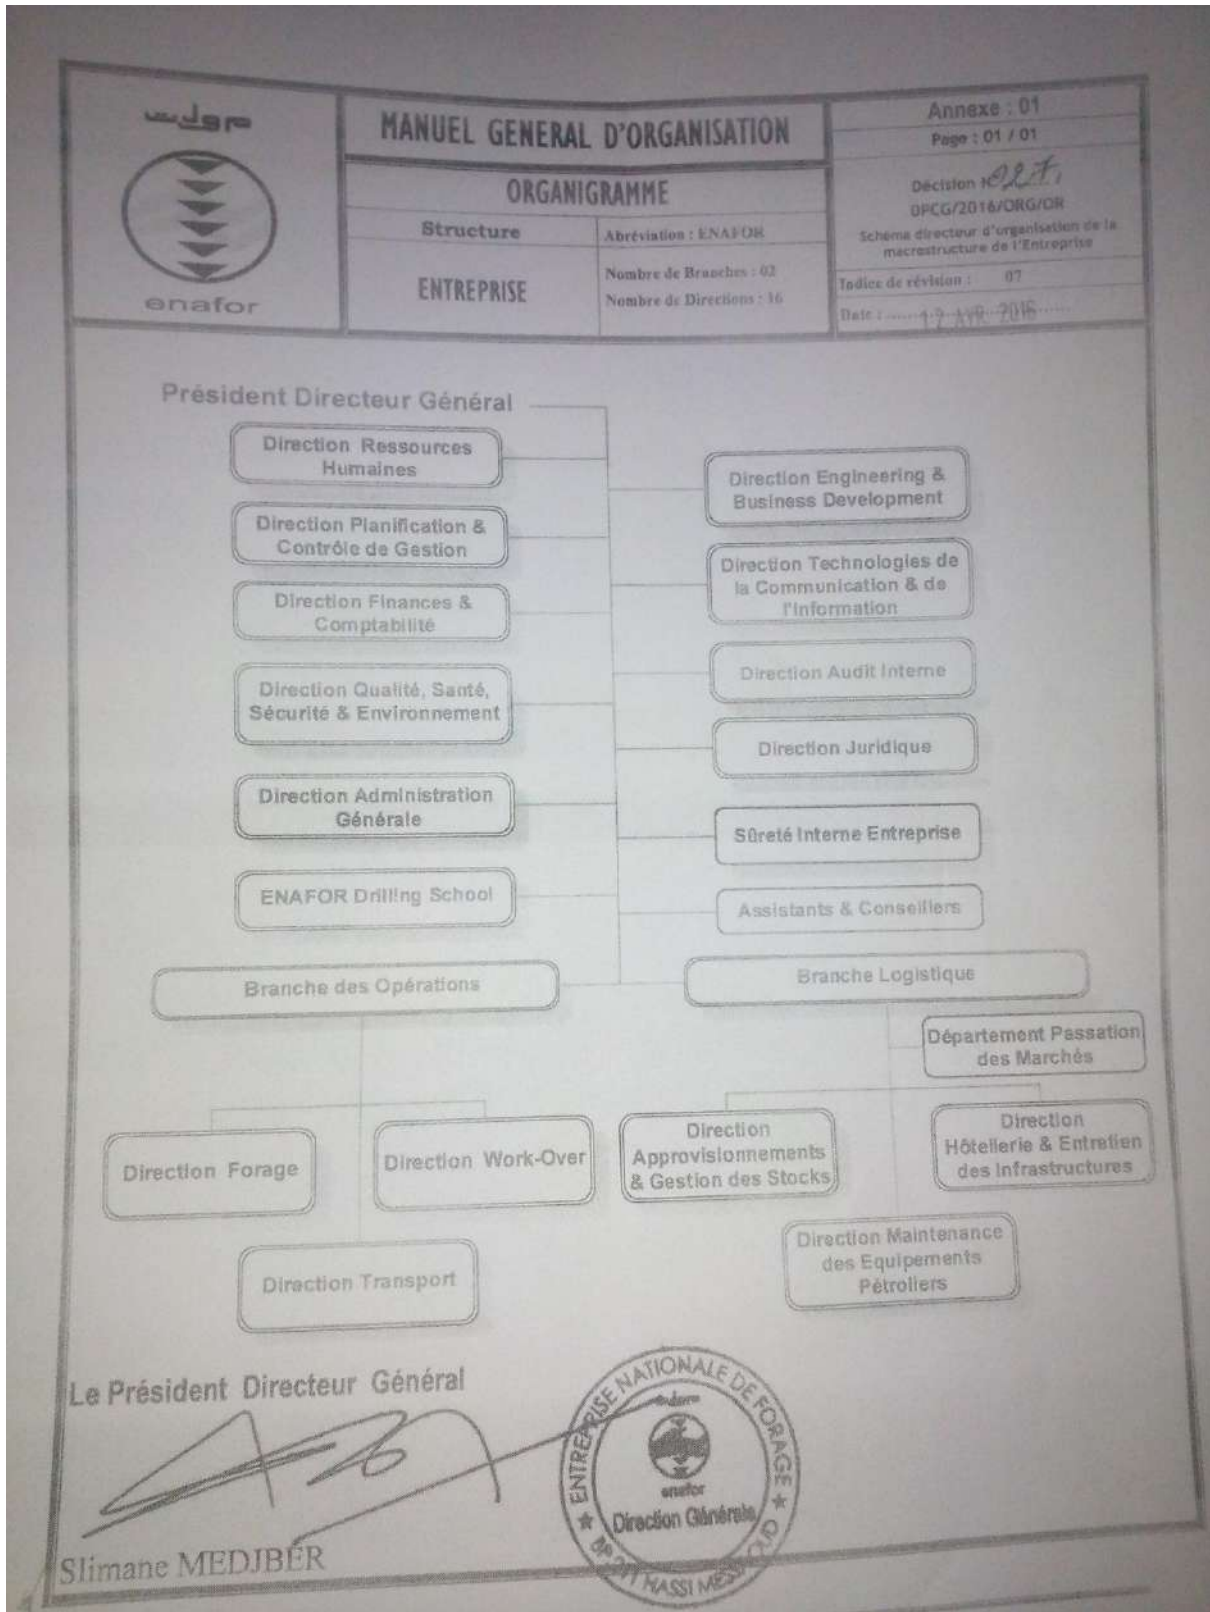 enafor
MANUEL GENERAL D'ORGANISATION
ORGANIGRAMME
Structure
ENTREPRISE
Abréviation : ENAFOR
Nombre de Branches : 02
Nombre de Directions : 16
Annexe : 01
Page : 01 / 01
Décision N°
DPCG/2016/ORG/OR
Schéma directeur d'organisation de la
macrostructure de l'Entreprise
Indice de révision : 07
Date : AVR 2016
Président Directeur Général
Direction Ressources
Humaines
Direction Engineering &
Business Development
Direction Planification &
Contrôle de Gestion
Direction Technologies de
la Communication & de
l'Information
Direction Finances &
Comptabilité
Direction Audit Interne
Direction Qualité, Santé,
Sécurité & Environnement
Direction Juridique
Direction Administration
Générale
Sûreté Interne Entreprise
ENAFOR Drilling School
Assistants & Conseillers
Branche des Opérations
Branche Logistique
Département Passation
des Marchés
Direction Forage
Direction Work-Over
Direction
Approvisionnements
& Gestion des Stocks
Direction
Hôtellerie & Entretien
des Infrastructures
Direction Transport
Direction Maintenance
des Equipements
Pétroliers
Le Président Directeur Général
Slimane MEDJBER
ENTREPRISE NATIONALE DE FORAGE
enafor
Direction Générale
BP 211 HASSI MESSAOUD